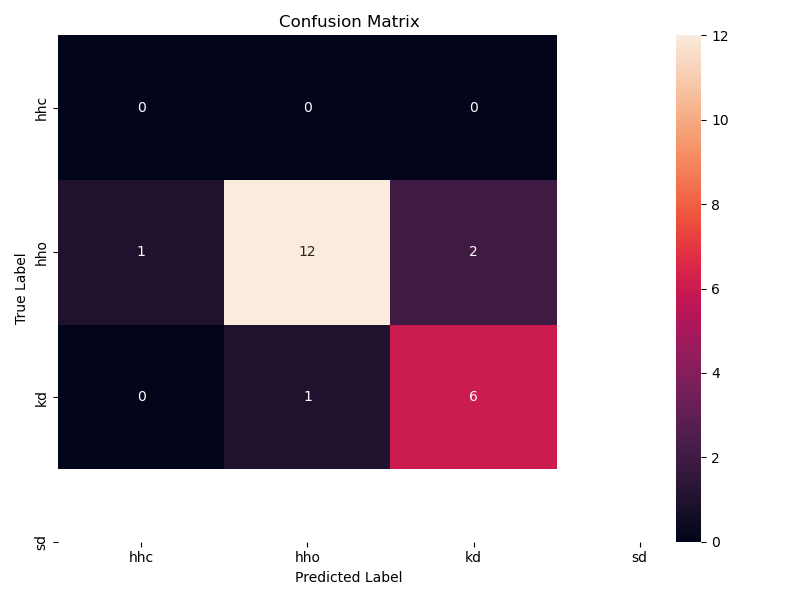 Confusion Matrix
12
hhc 0 0 0
10
8
hho 1 12 2
True Label
6
4
kd 0 1 6
2
sd
0
hhc hho kd sd
Predicted Label